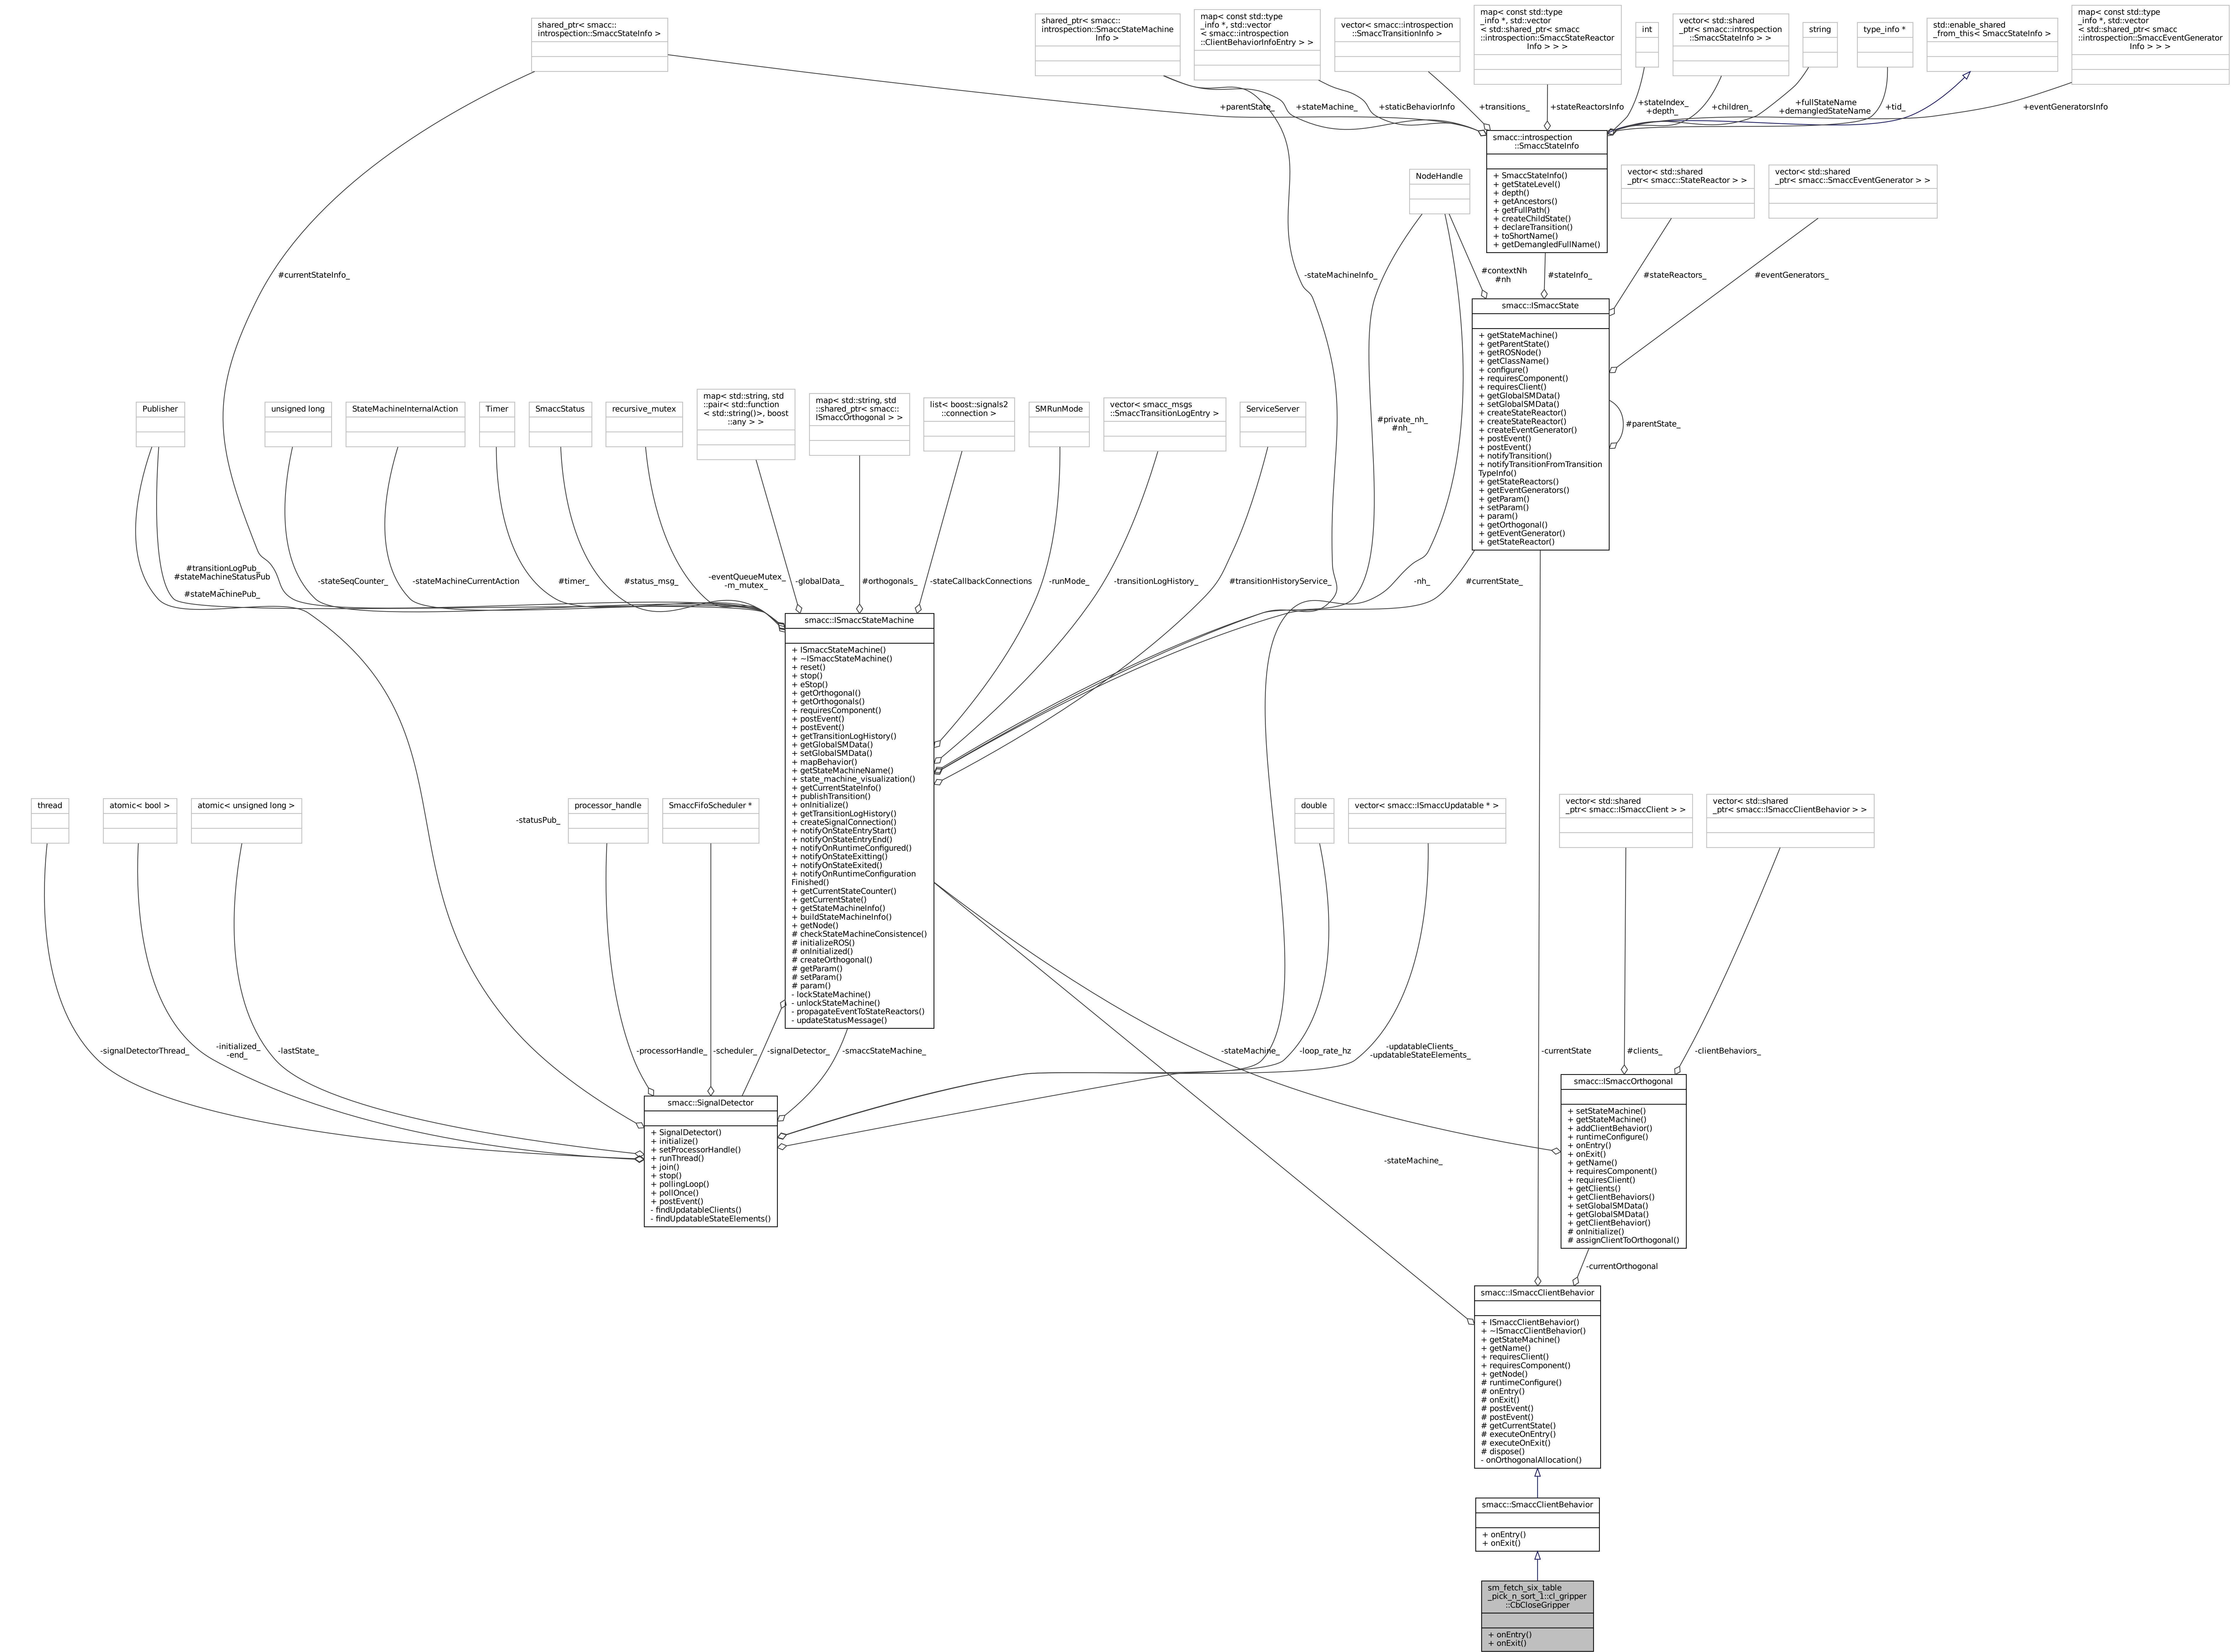 shared_ptr< smacc::
introspection::SmaccStateInfo >
shared_ptr< smacc::
introspection::SmaccStateMachine
Info >
map< const std::type
_info *, std::vector
< smacc::introspection
::ClientBehaviorInfoEntry > >
vector< smacc::introspection
::SmaccTransitionInfo >
map< const std::type
_info *, std::vector
< std::shared_ptr< smacc
::introspection::SmaccStateReactor
Info > > >
int
vector< std::shared
_ptr< smacc::introspection
::SmaccStateInfo > >
string
type_info *
std::enable_shared
_from_this< SmaccStateInfo >
map< const std::type
_info *, std::vector
< std::shared_ptr< smacc
::introspection::SmaccEventGenerator
Info > > >
+parentState_
+stateMachine_
+staticBehaviorInfo
+transitions_
+stateReactorsInfo
+stateIndex_
+depth_
+children_
+fullStateName
+demangledStateName
+tid_
+eventGeneratorsInfo
smacc::introspection
::SmaccStateInfo
+ SmaccStateInfo()
+ getStateLevel()
+ depth()
+ getAncestors()
+ getFullPath()
+ createChildState()
+ declareTransition()
+ toShortName()
+ getDemangledFullName()
NodeHandle
vector< std::shared
_ptr< smacc::StateReactor > >
vector< std::shared
_ptr< smacc::SmaccEventGenerator > >
#currentStateInfo_
-stateMachineInfo_
#contextNh
#nh
#stateInfo_
#stateReactors_
#eventGenerators_
smacc::ISmaccState
+ getStateMachine()
+ getParentState()
+ getROSNode()
+ getClassName()
+ configure()
+ requiresComponent()
+ requiresClient()
+ getGlobalSMData()
+ setGlobalSMData()
+ createStateReactor()
+ createStateReactor()
+ createEventGenerator()
+ postEvent()
+ postEvent()
+ notifyTransition()
+ notifyTransitionFromTransition
TypeInfo()
+ getStateReactors()
+ getEventGenerators()
+ getParam()
+ setParam()
+ param()
+ getOrthogonal()
+ getEventGenerator()
+ getStateReactor()
#parentState_
#private_nh_
#nh_
Publisher
unsigned long
StateMachineInternalAction
Timer
SmaccStatus
recursive_mutex
map< std::string, std
::pair< std::function
< std::string()>, boost
::any > >
map< std::string, std
::shared_ptr< smacc::
ISmaccOrthogonal > >
list< boost::signals2
::connection >
SMRunMode
vector< smacc_msgs
::SmaccTransitionLogEntry >
ServiceServer
#transitionLogPub_
#stateMachineStatusPub
_
#stateMachinePub_
-stateSeqCounter_
-stateMachineCurrentAction
#timer_
#status_msg_
-eventQueueMutex_
-m_mutex_
-globalData_
#orthogonals_
-stateCallbackConnections
-runMode_
-transitionLogHistory_
#transitionHistoryService_
-nh_
#currentState_
smacc::ISmaccStateMachine
+ ISmaccStateMachine()
+ ~ISmaccStateMachine()
+ reset()
+ stop()
+ eStop()
+ getOrthogonal()
+ getOrthogonals()
+ requiresComponent()
+ postEvent()
+ postEvent()
+ getTransitionLogHistory()
+ getGlobalSMData()
+ setGlobalSMData()
+ mapBehavior()
+ getStateMachineName()
+ state_machine_visualization()
+ getCurrentStateInfo()
+ publishTransition()
+ onInitialize()
+ getTransitionLogHistory()
+ createSignalConnection()
+ notifyOnStateEntryStart()
+ notifyOnStateEntryEnd()
+ notifyOnRuntimeConfigured()
+ notifyOnStateExitting()
+ notifyOnStateExited()
+ notifyOnRuntimeConfiguration
Finished()
+ getCurrentStateCounter()
+ getCurrentState()
+ getStateMachineInfo()
+ buildStateMachineInfo()
+ getNode()
# checkStateMachineConsistence()
# initializeROS()
# onInitialized()
# createOrthogonal()
# getParam()
# setParam()
# param()
- lockStateMachine()
- unlockStateMachine()
- propagateEventToStateReactors()
- updateStatusMessage()
thread
atomic< bool >
atomic< unsigned long >
-statusPub_
processor_handle
SmaccFifoScheduler *
double
vector< smacc::ISmaccUpdatable * >
vector< std::shared
_ptr< smacc::ISmaccClient > >
vector< std::shared
_ptr< smacc::ISmaccClientBehavior > >
-signalDetectorThread_
-initialized_
-end_
-lastState_
-processorHandle_
-scheduler_
-signalDetector_
-smaccStateMachine_
-stateMachine_
-loop_rate_hz
-updatableClients_
-updatableStateElements_
-currentState
#clients_
-clientBehaviors_
smacc::SignalDetector
+ SignalDetector()
+ initialize()
+ setProcessorHandle()
+ runThread()
+ join()
+ stop()
+ pollingLoop()
+ pollOnce()
+ postEvent()
- findUpdatableClients()
- findUpdatableStateElements()
smacc::ISmaccOrthogonal
+ setStateMachine()
+ getStateMachine()
+ addClientBehavior()
+ runtimeConfigure()
+ onEntry()
+ onExit()
+ getName()
+ requiresComponent()
+ requiresClient()
+ getClients()
+ getClientBehaviors()
+ setGlobalSMData()
+ getGlobalSMData()
+ getClientBehavior()
# onInitialize()
# assignClientToOrthogonal()
-stateMachine_
-currentOrthogonal
smacc::ISmaccClientBehavior
+ ISmaccClientBehavior()
+ ~ISmaccClientBehavior()
+ getStateMachine()
+ getName()
+ requiresClient()
+ requiresComponent()
+ getNode()
# runtimeConfigure()
# onEntry()
# onExit()
# postEvent()
# postEvent()
# getCurrentState()
# executeOnEntry()
# executeOnExit()
# dispose()
- onOrthogonalAllocation()
smacc::SmaccClientBehavior
+ onEntry()
+ onExit()
sm_fetch_six_table
_pick_n_sort_1::cl_gripper
::CbCloseGripper
+ onEntry()
+ onExit()